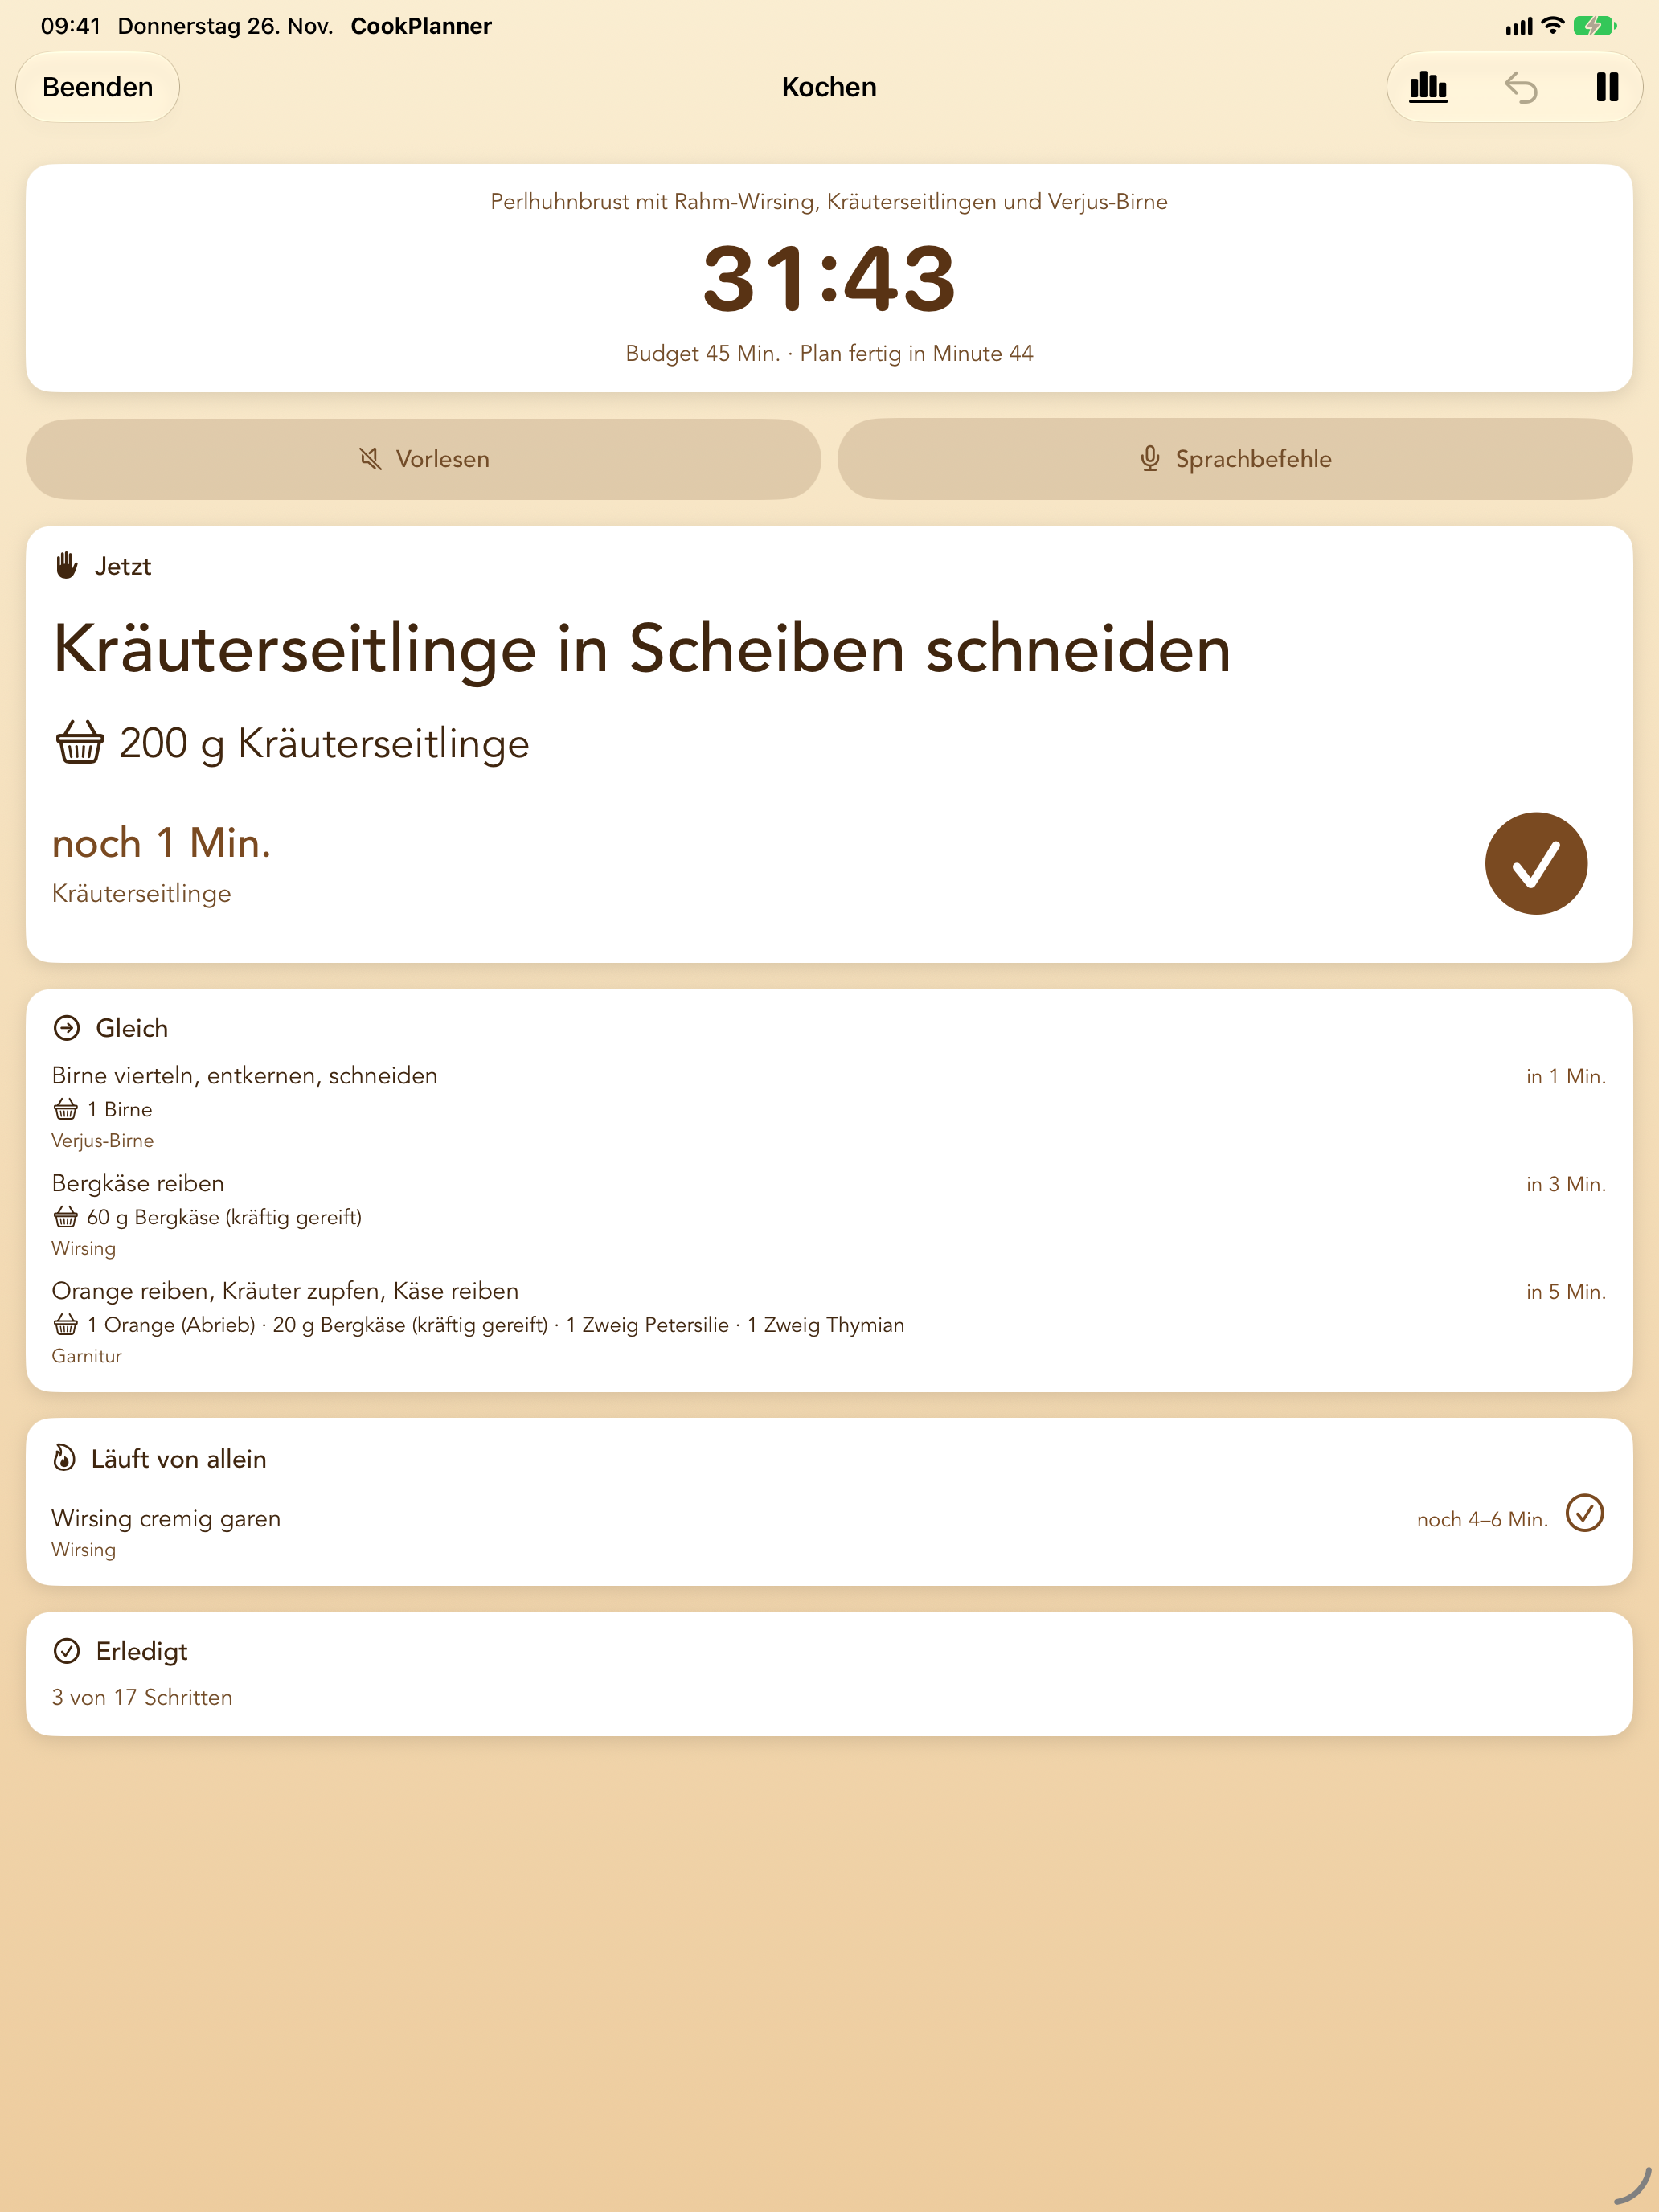 09:41 Donnerstag 26. Nov. CookPlanner
Beenden
Kochen
Perlhuhnbrust mit Rahm-Wirsing, Kräuterseitlingen und Verjus-Birne
31:43
Budget 45 Min. · Plan fertig in Minute 44
Vorlesen
Sprachbefehle
Jetzt
Kräuterseitlinge in Scheiben schneiden
200 g Kräuterseitlinge
noch 1 Min.
Kräuterseitlinge
Gleich
Birne vierteln, entkernen, schneiden
in 1 Min.
1 Birne
Verjus-Birne
Bergkäse reiben
in 3 Min.
60 g Bergkäse (kräftig gereift)
Wirsing
Orange reiben, Kräuter zupfen, Käse reiben
in 5 Min.
1 Orange (Abrieb) · 20 g Bergkäse (kräftig gereift) · 1 Zweig Petersilie · 1 Zweig Thymian
Garnitur
Läuft von allein
Wirsing cremig garen
noch 4–6 Min.
Wirsing
Erledigt
3 von 17 Schritten